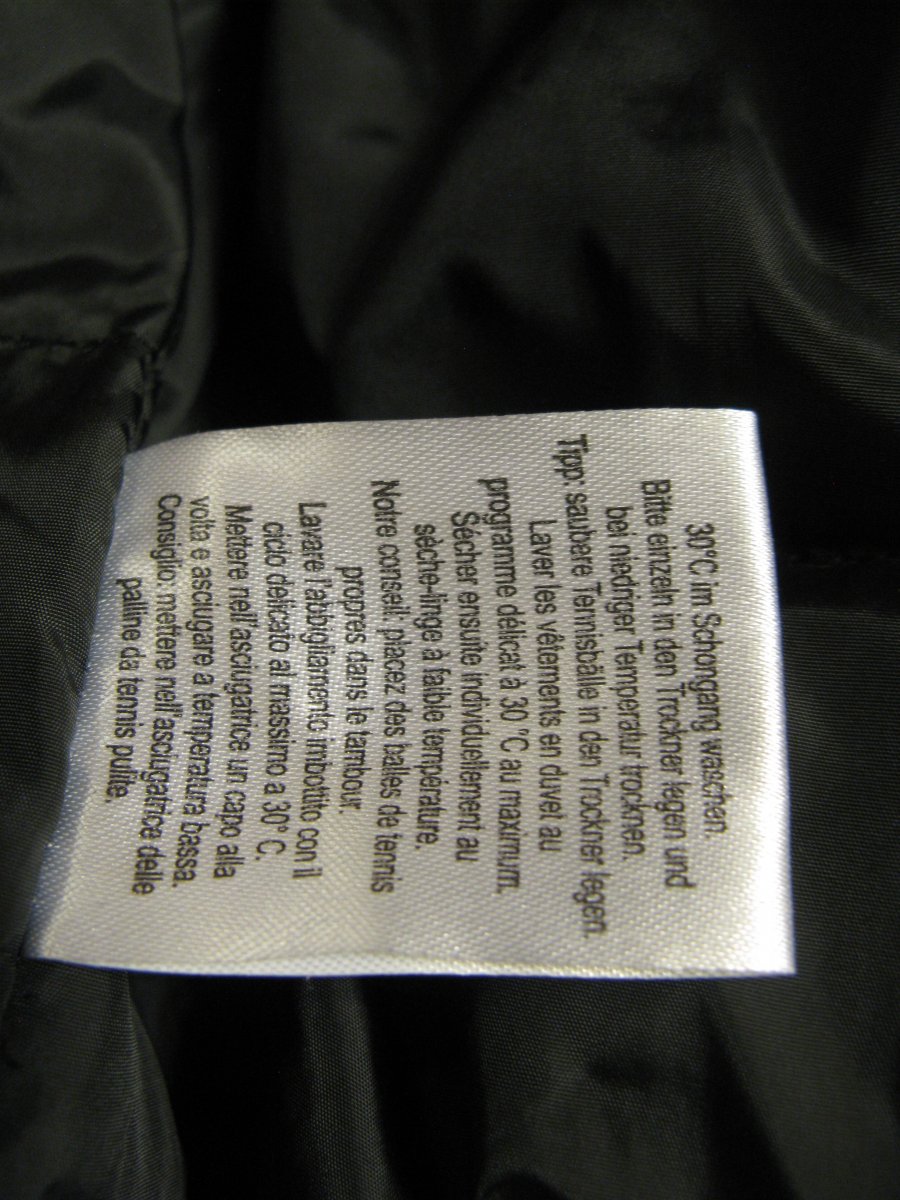 30°C im Schongang waschen.
Bitte einzeln in den Trockner legen und
bei niedriger Temperatur trocknen.
Tipp: saubere Tennisbälle in den Trockner legen.
Laver les vêtements en duvet au
programme délicat à 30 °C au maximum.
Sécher ensuite individuellement au
sèche-linge à faible température.
Notre conseil: placez des balles de tennis
propres dans le tambour.
Lavare l'abbigliamento imbottito con il
ciclo delicato al massimo a 30° C.
Mettere nell'asciugatrice un capo alla
volta e asciugare a temperatura bassa.
Consiglio: mettere nell'asciugatrice delle
palline da tennis pulite.